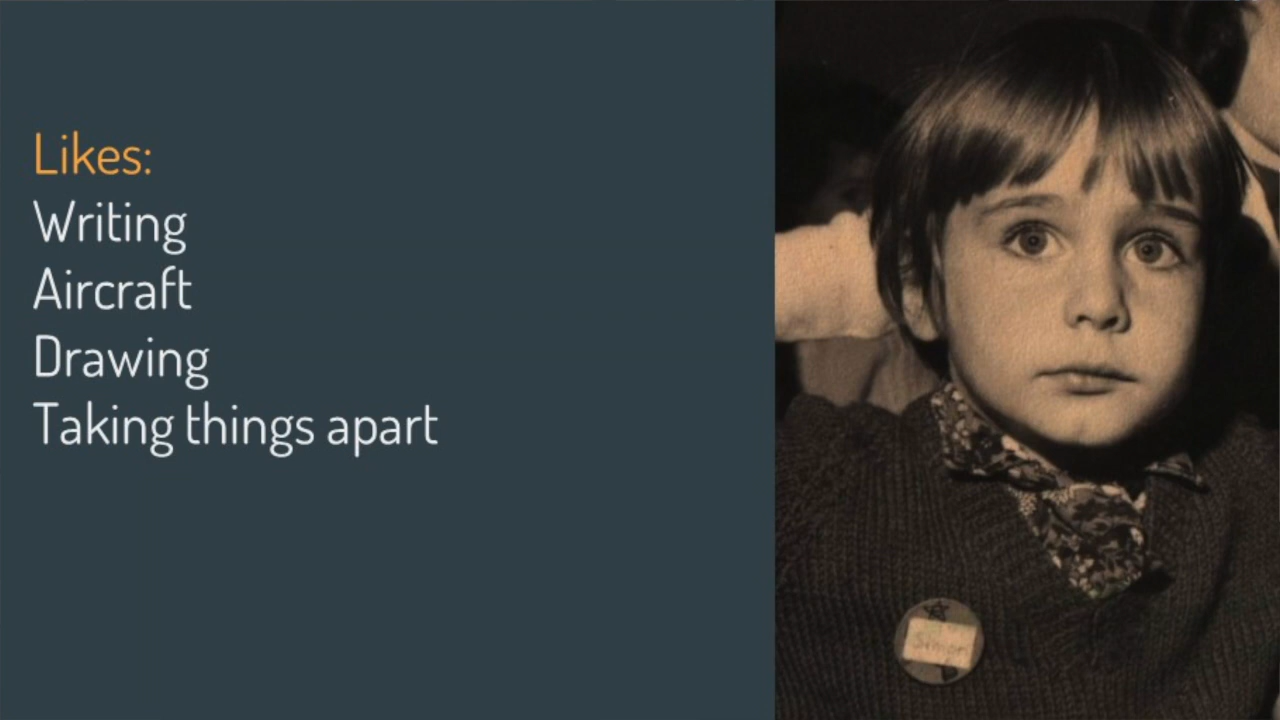 Likes:
Writing
Aircraft
Drawing
Taking things apart
Simon